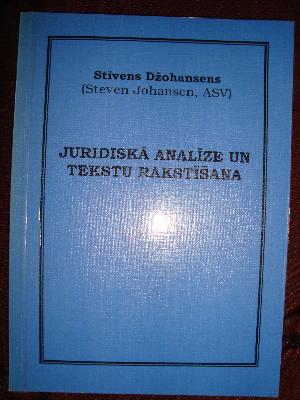 Stīvens Džohansens
(Steven Johansen, ASV)
JURIDISKĀ ANALĪZE UN
TEKSTU RAKSTĪŠANA